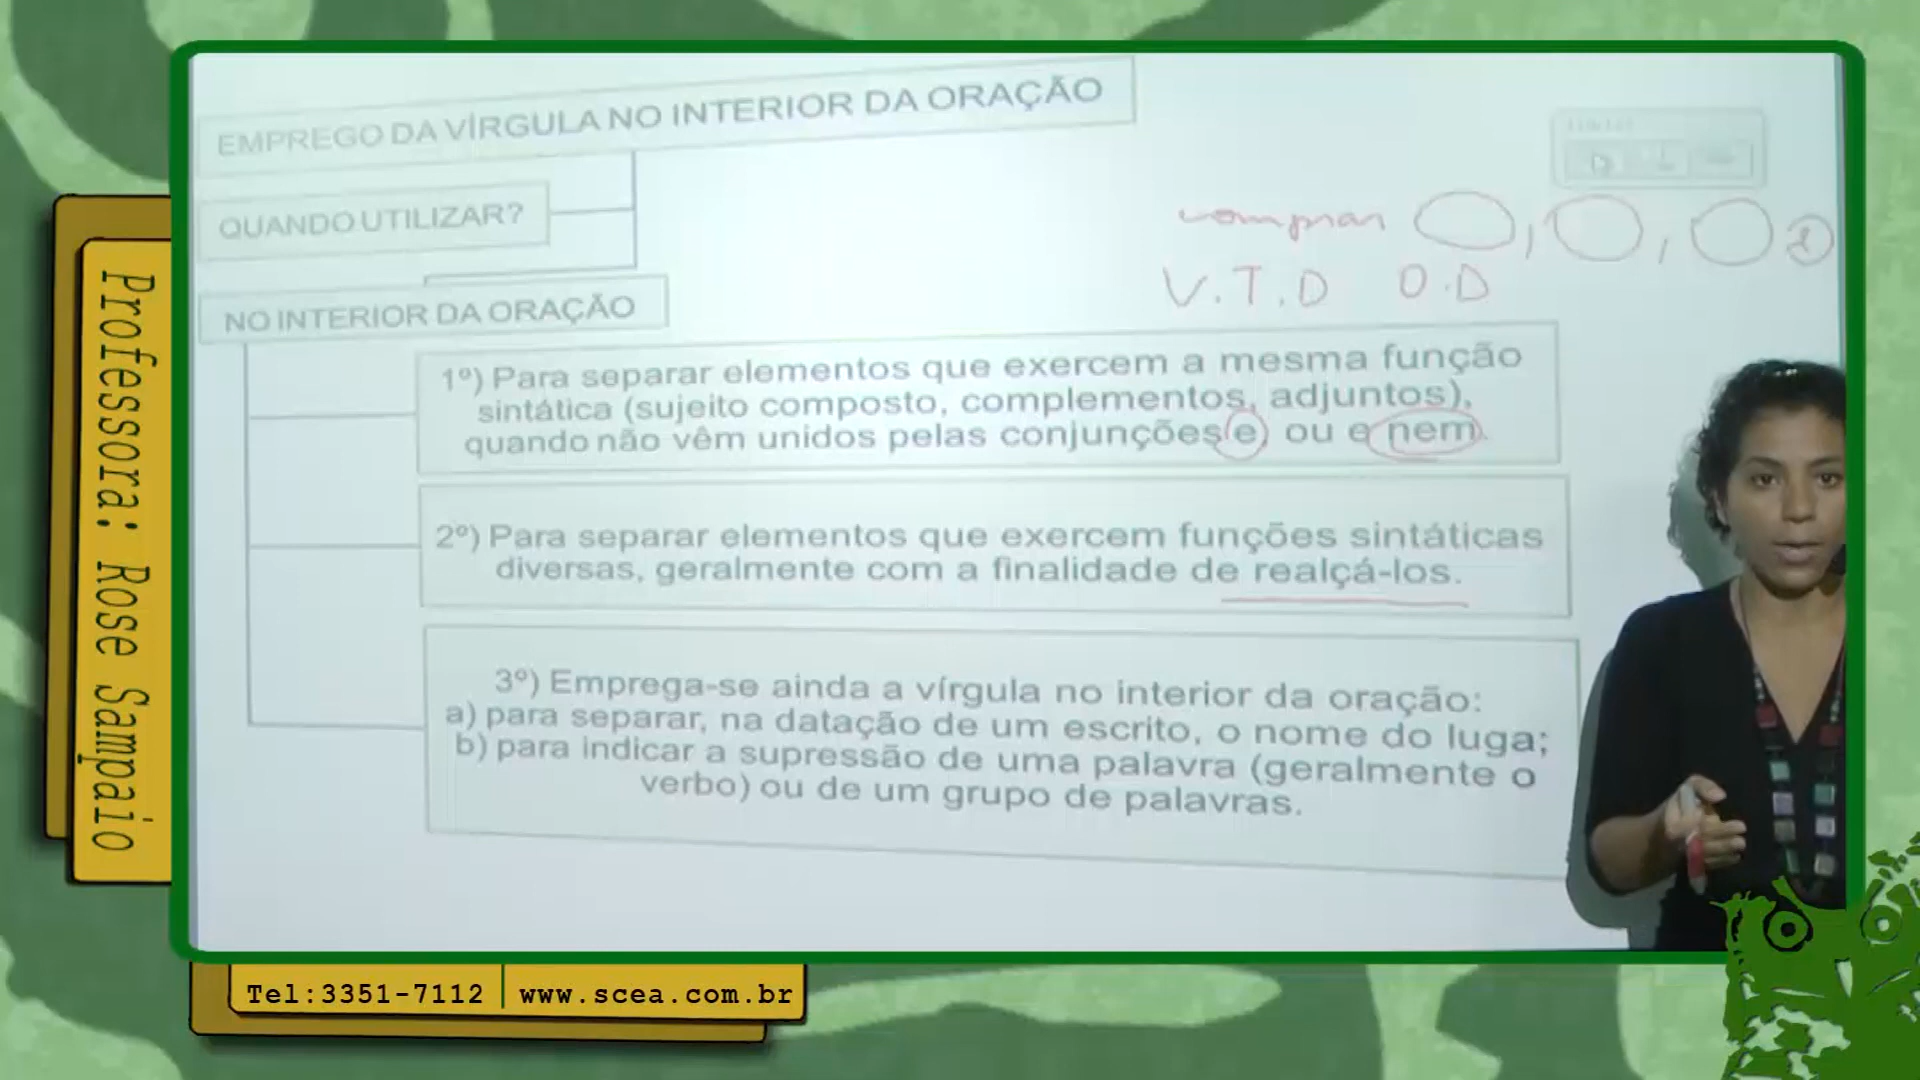 EMPREGO DA VÍRGULA NO INTERIOR DA ORAÇÃO
QUANDO UTILIZAR?
NO INTERIOR DA ORAÇÃO
comprar , ,
V.T.D O.D
1º) Para separar elementos que exercem a mesma função
sintática (sujeito composto, complementos, adjuntos),
quando não vêm unidos pelas conjunções e, ou e nem.
2º) Para separar elementos que exercem funções sintáticas
diversas, geralmente com a finalidade de realçá-los.
3º) Emprega-se ainda a vírgula no interior da oração:
a) para separar, na datação de um escrito, o nome do luga;
b) para indicar a supressão de uma palavra (geralmente o
verbo) ou de um grupo de palavras.
Professora: Rose Sampaio
Tel:3351-7112
www.scea.com.br